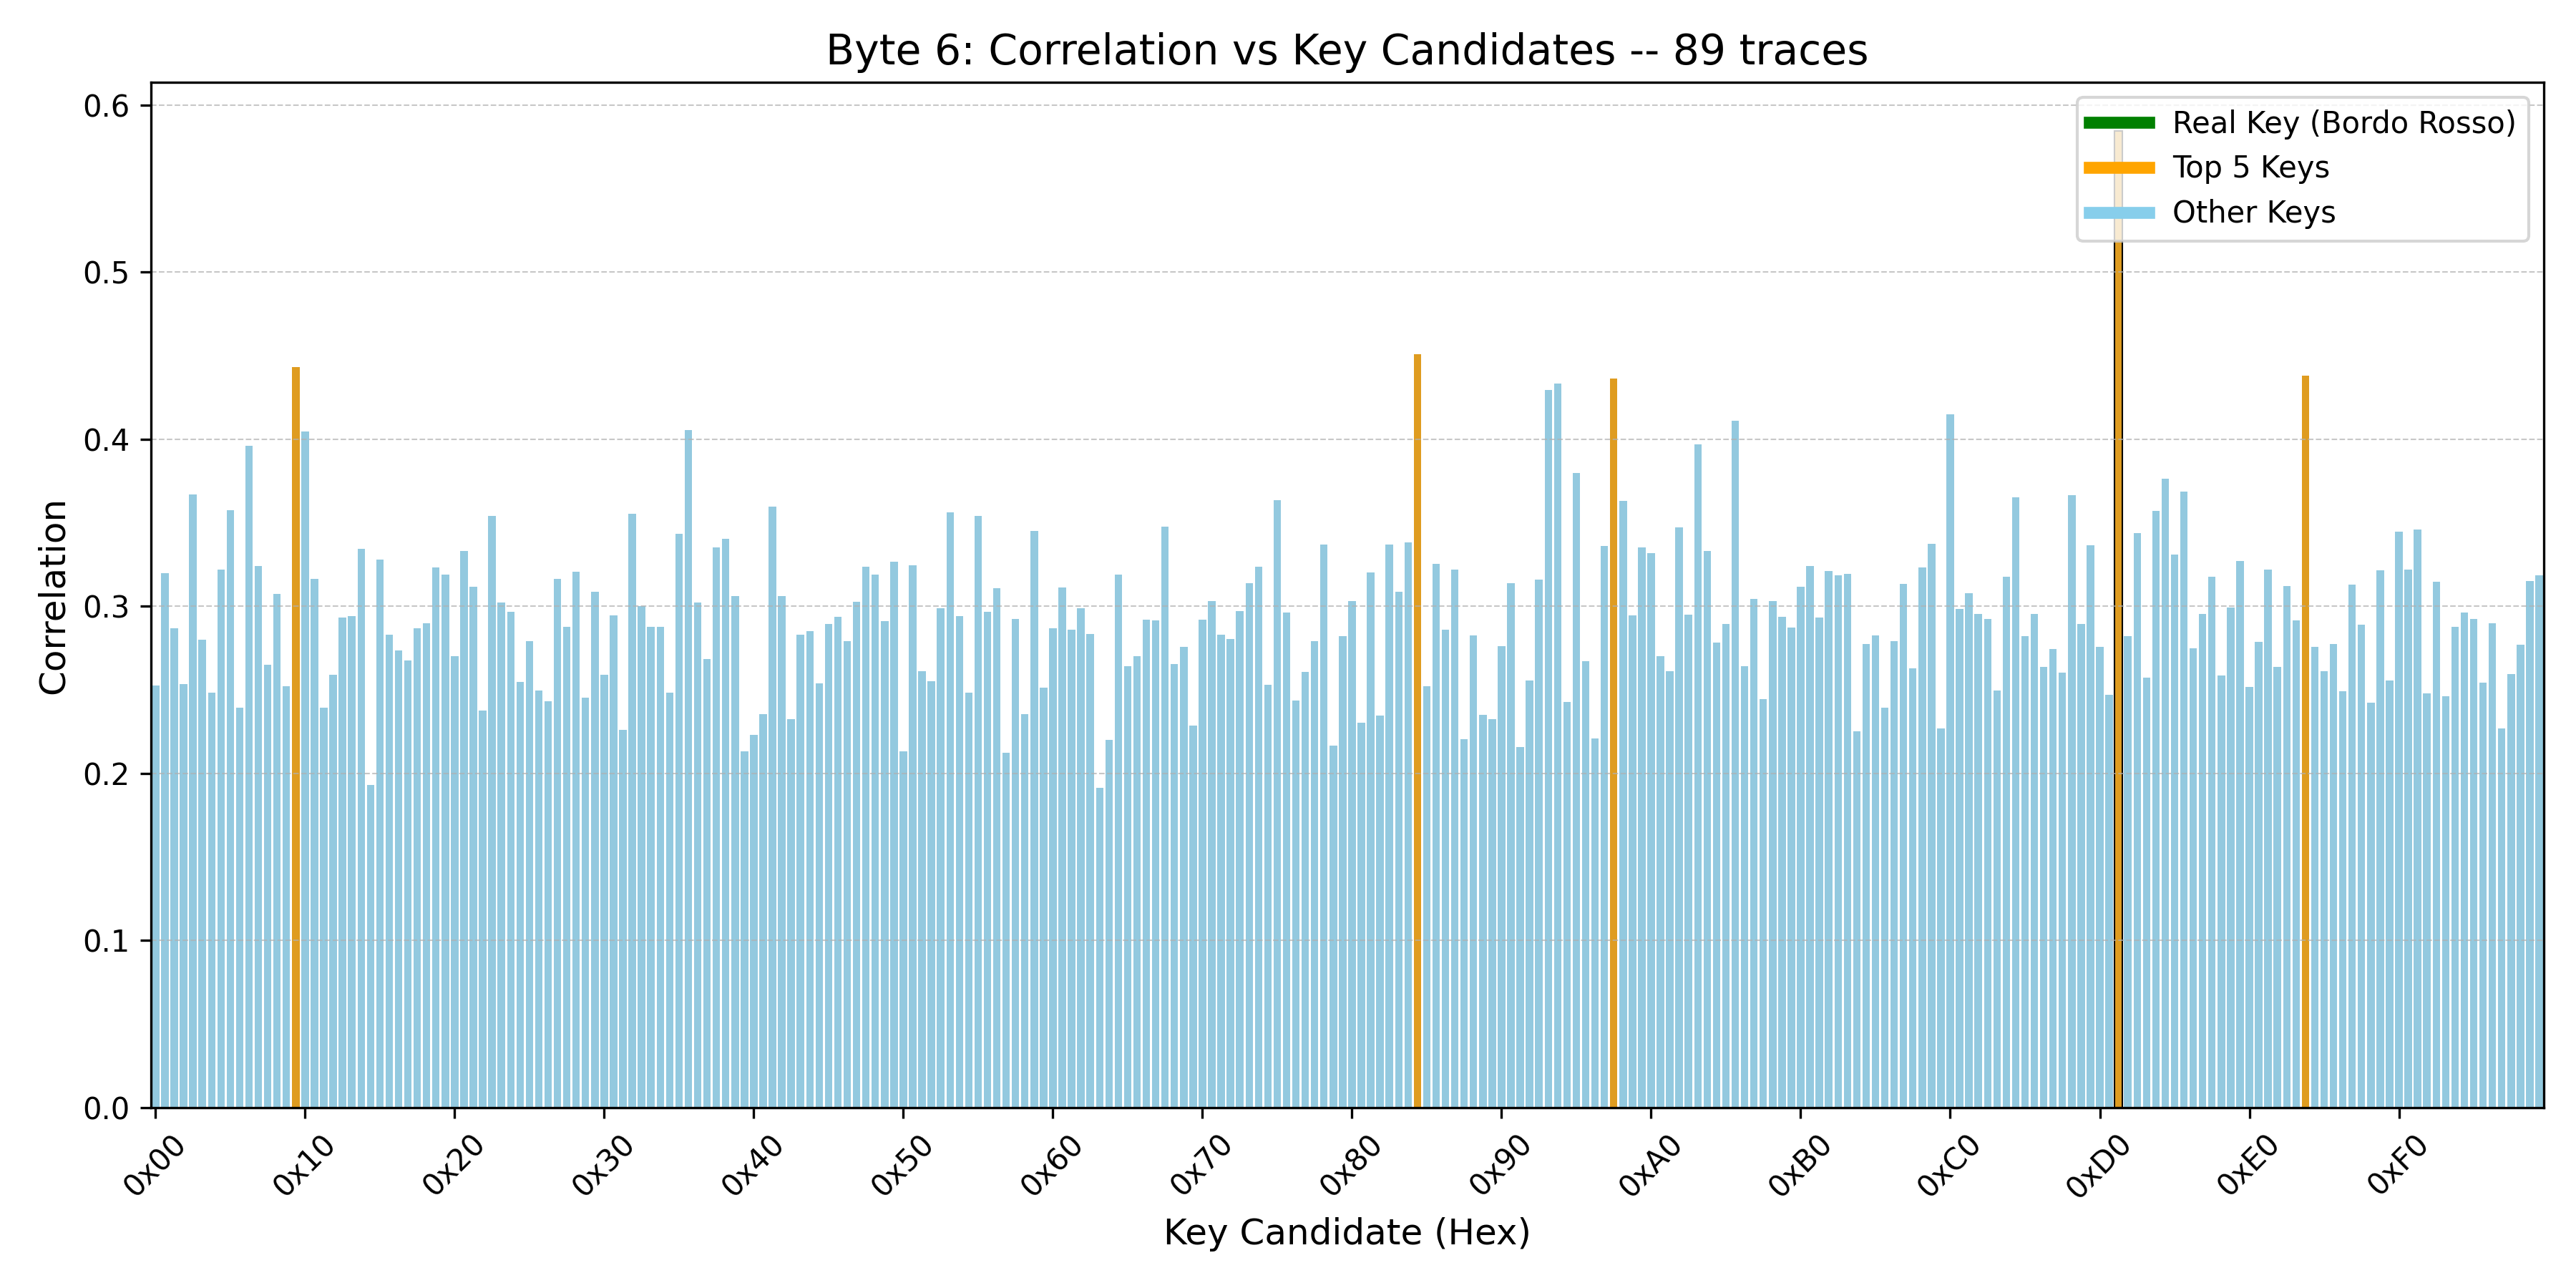 Byte 6: Correlation vs Key Candidates -- 89 traces
Real Key (Bordo Rosso)
Top 5 Keys
Other Keys
Correlation
0.6
0.5
0.4
0.3
0.2
0.1
0.0
0x00 0x10 0x20 0x30 0x40 0x50 0x60 0x70 0x80 0x90 0xA0 0xB0 0xC0 0xD0 0xE0 0xF0
Key Candidate (Hex)